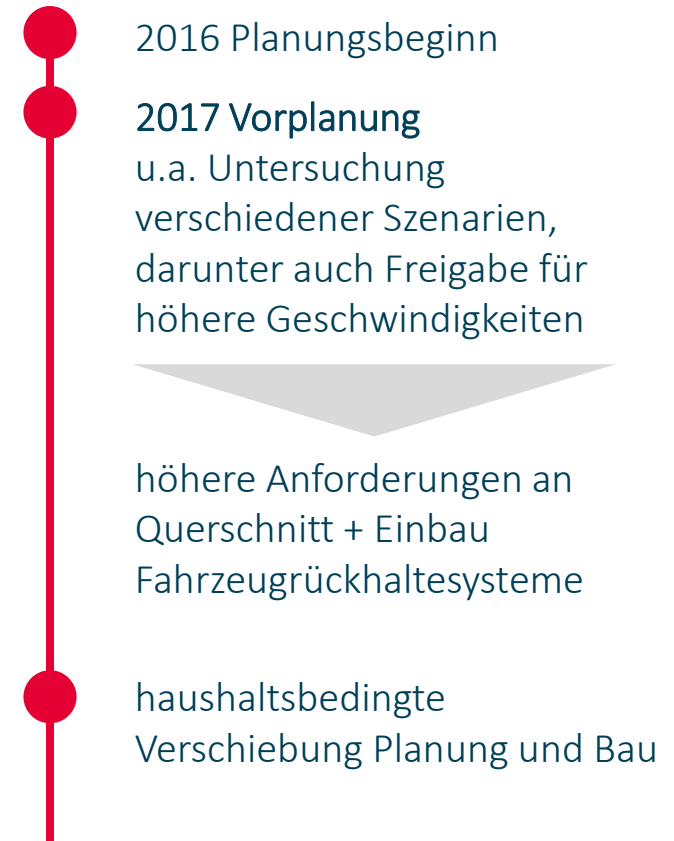 2016 Planungsbeginn
2017 Vorplanung
u.a. Untersuchung
verschiedener Szenarien,
darunter auch Freigabe für
höhere Geschwindigkeiten
höhere Anforderungen an
Querschnitt + Einbau
Fahrzeugrückhaltesysteme
haushaltsbedingte
Verschiebung Planung und Bau